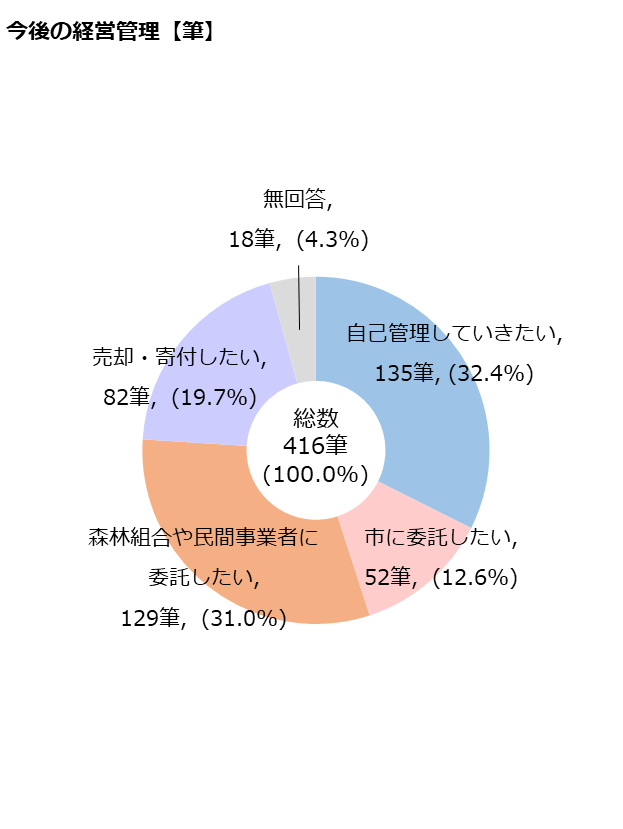 今後の経営管理【筆】
無回答,
18筆, (4.3%)
自己管理していきたい,
135筆, (32.4%)
売却・寄付したい,
82筆, (19.7%)
総数
416筆
(100.0%)
森林組合や民間事業者に
委託したい,
129筆, (31.0%)
市に委託したい,
52筆, (12.6%)